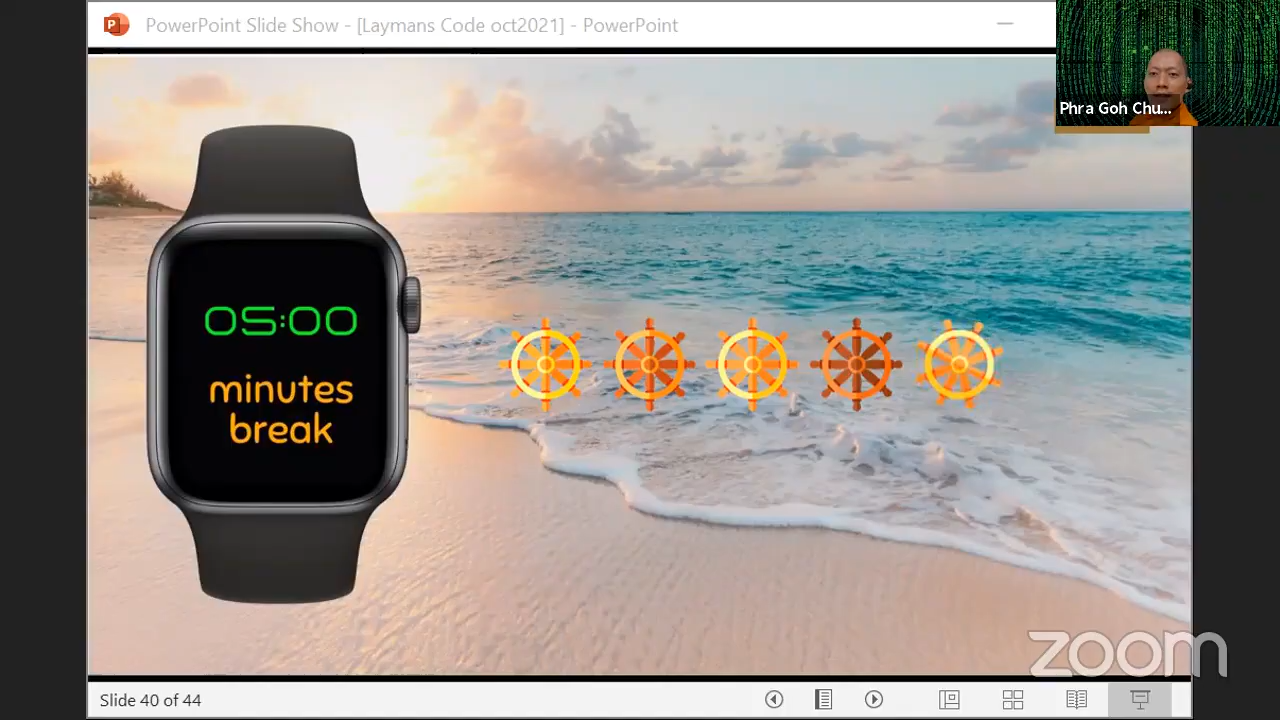 PowerPoint Slide Show - [Laymans Code oct2021] - PowerPoint
Phra Goh Chu...
05:00
minutes
break
zoom
Slide 40 of 44